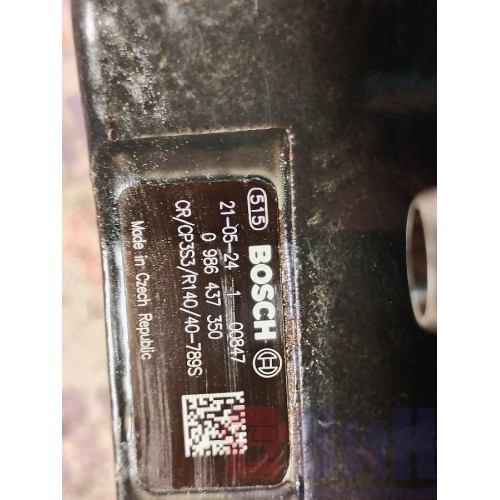 515 BOSCH
21-05-24 1 00847
0 986 437 350
CR/CP3S3/R140/40-789S
Made in Czech Republic